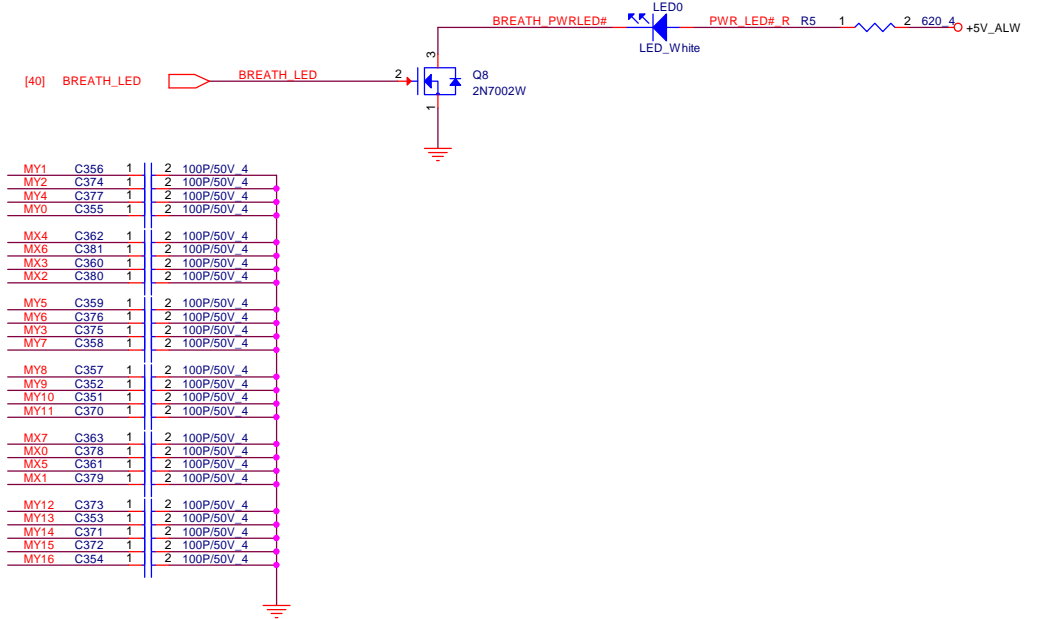 LED0
BREATH_PWRLED# PWR_LED#_R R5 1 2 620_4 +5V_ALW
LED_White
3
[40] BREATH_LED BREATH_LED 2 Q8
2N7002W
1
MY1 C356 1 2 100P/50V_4
MY2 C374 1 2 100P/50V_4
MY4 C377 1 2 100P/50V_4
MY0 C355 1 2 100P/50V_4
MX4 C362 1 2 100P/50V_4
MX6 C381 1 2 100P/50V_4
MX3 C360 1 2 100P/50V_4
MX2 C380 1 2 100P/50V_4
MY5 C359 1 2 100P/50V_4
MY6 C376 1 2 100P/50V_4
MY3 C375 1 2 100P/50V_4
MY7 C358 1 2 100P/50V_4
MY8 C357 1 2 100P/50V_4
MY9 C352 1 2 100P/50V_4
MY10 C351 1 2 100P/50V_4
MY11 C370 1 2 100P/50V_4
MX7 C363 1 2 100P/50V_4
MX0 C378 1 2 100P/50V_4
MX5 C361 1 2 100P/50V_4
MX1 C379 1 2 100P/50V_4
MY12 C373 1 2 100P/50V_4
MY13 C353 1 2 100P/50V_4
MY14 C371 1 2 100P/50V_4
MY15 C372 1 2 100P/50V_4
MY16 C354 1 2 100P/50V_4